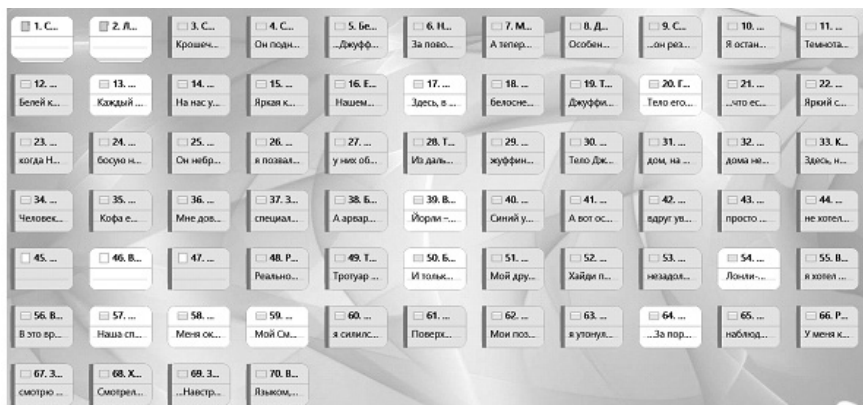 1. С...
2. Л...
3. С...
4. С...
5. Бе...
6. Н...
7. М...
8. Д...
9. С...
10. ...
11. ...
Крошеч...
Он подн...
...Джуфф...
За пово...
А тепер...
Особен...
...он рез...
Я остан...
Темнота...
12. ...
13. ...
14. ...
15. ...
16. Е...
17. ...
18. ...
19. Т...
20. Г...
21. ...
22. ...
Белей к...
Каждый ...
На нас у...
Яркая к...
Нашем...
Здесь, в ...
белосне...
Джуффи...
Тело его...
...что ес...
Яркий с...
23. ...
24. ...
25. ...
26. ...
27. ...
28. Т...
29. ...
30. ...
31. ...
32. ...
33. К...
когда Н...
босую н...
Он небр...
я позвал...
у них об...
Из даль...
жуффин...
Тело Дж...
дом, на ...
дома не...
Здесь, н...
34. ...
35. ...
36. ...
37. З...
38. Б...
39. В...
40. ...
41. ...
42. ...
43. ...
44. ...
Человек...
Кофа е...
Мне дов...
специал...
А арвар...
Йорли –...
Синий у...
А вот ос...
вдруг ув...
просто ...
не хотел...
45. ...
46. В...
47. ...
48. Р...
49. Т...
50. Б...
51. ...
52. ...
53. ...
54. ...
55. В...
Реально...
Тротуар ...
И тольк...
Мой дру...
Хайди п...
незадол...
Лонли-...
я хотел ...
56. В...
57. ...
58. ...
59. ...
60. ...
61. ...
62. ...
63. ...
64. ...
65. ...
66. Р...
В это вр...
Наша сп...
Меня ок...
Мой См...
я силилс...
Поверх...
Мои поз...
я утонул...
...За пор...
наблюд...
У меня к...
67. З...
68. Х...
69. З...
70. В...
смотрю ...
Смотрел...
...Навстр...
Языком,...